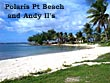 Polaris Pt Beach
and Andy II's